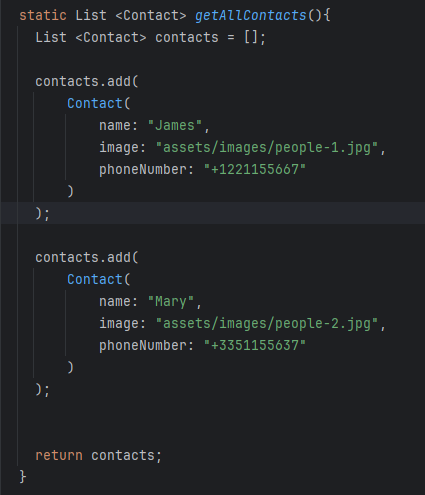 static List <Contact> getAllContacts(){
List <Contact> contacts = [];
contacts.add(
Contact(
name: "James",
image: "assets/images/people-1.jpg",
phoneNumber: "+1221155667"
)
);
contacts.add(
Contact(
name: "Mary",
image: "assets/images/people-2.jpg",
phoneNumber: "+3351155637"
)
);
return contacts;
}